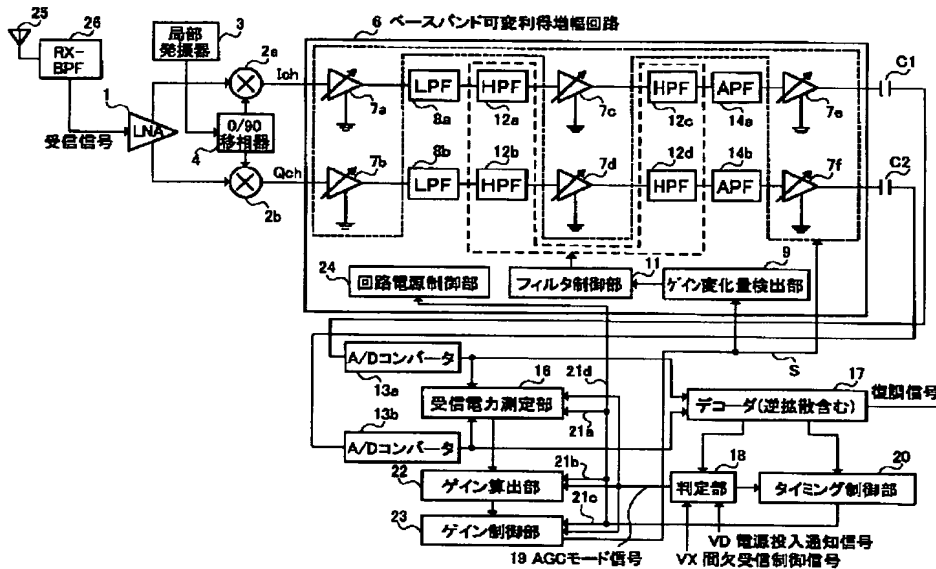 25
26
RX-
BPF
3
局部
発振器
6 ベースバンド可変利得増幅回路
2a
Ich
1
LNA
受信信号
4
0/90
移相器
Qch
2b
7a
LPF
8a
HPF
12a
7c
HPF
12c
APF
14a
7e
C1
7b
8b
LPF
12b
HPF
7d
12d
HPF
14b
APF
7f
C2
24
回路電源制御部
11
フィルタ制御部
9
ゲイン変化量検出部
A/Dコンバータ
13a
13b
A/Dコンバータ
16
受信電力測定部
21d
21a
S
17
デコーダ(逆拡散含む)
復調信号
22
ゲイン算出部
21b
21c
23
ゲイン制御部
18
判定部
20
タイミング制御部
19 AGCモード信号
VD 電源投入通知信号
VX 間欠受信制御信号